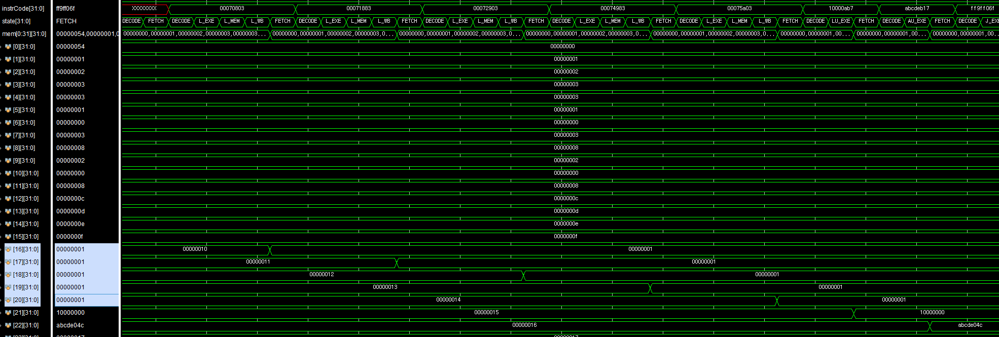 instrCode[31:0] ff9ff06f XXXXXXXX 00070803 00071883 00072903 00074983 00075a03 10000ab7 abcdeb17 ff9ff06f
state[31:0] FETCH DECODE FETCH DECODE L_EXE L_MEM L_WB FETCH DECODE L_EXE L_MEM L_WB FETCH DECODE L_EXE L_MEM L_WB FETCH DECODE L_EXE L_MEM L_WB FETCH DECODE L_EXE L_MEM L_WB FETCH DECODE LU_EXE FETCH DECODE AU_EXE FETCH DECODE J_EXE
mem[0:31][31:0] 00000054,00000001,0 00000000,00000001,00000002,00000003,00000003... 00000000,00000001,00000002,00000003,0... 00000000,00000001,00000002,00000003,0... 00000000,00000001,00000002,00000003,0... 00000000,00000001,00000002,00000003,0... 00000000,00000001,00... 00000000,00000001,00... 00000000,00000001,00...
[0][31:0] 00000054 00000000
[1][31:0] 00000001 00000001
[2][31:0] 00000002 00000002
[3][31:0] 00000003 00000003
[4][31:0] 00000003 00000003
[5][31:0] 00000001 00000001
[6][31:0] 00000000 00000000
[7][31:0] 00000003 00000003
[8][31:0] 00000008 00000008
[9][31:0] 00000002 00000002
[10][31:0] 00000000 00000000
[11][31:0] 00000008 00000008
[12][31:0] 0000000c 0000000c
[13][31:0] 0000000d 0000000d
[14][31:0] 0000000e 0000000e
[15][31:0] 0000000f 0000000f
[16][31:0] 00000001 00000010 00000001
[17][31:0] 00000001 00000011 00000001
[18][31:0] 00000001 00000012 00000001
[19][31:0] 00000001 00000013 00000001
[20][31:0] 00000001 00000014 00000001
[21][31:0] 10000000 00000015 10000000
[22][31:0] abcde04c 00000016 abcde04c